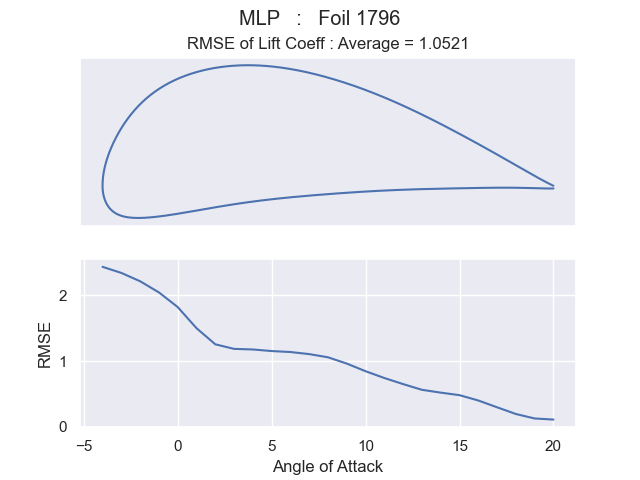 MLP : Foil 1796
RMSE of Lift Coeff : Average = 1.0521
2
1
0
RMSE
−5 0 5 10 15 20
Angle of Attack